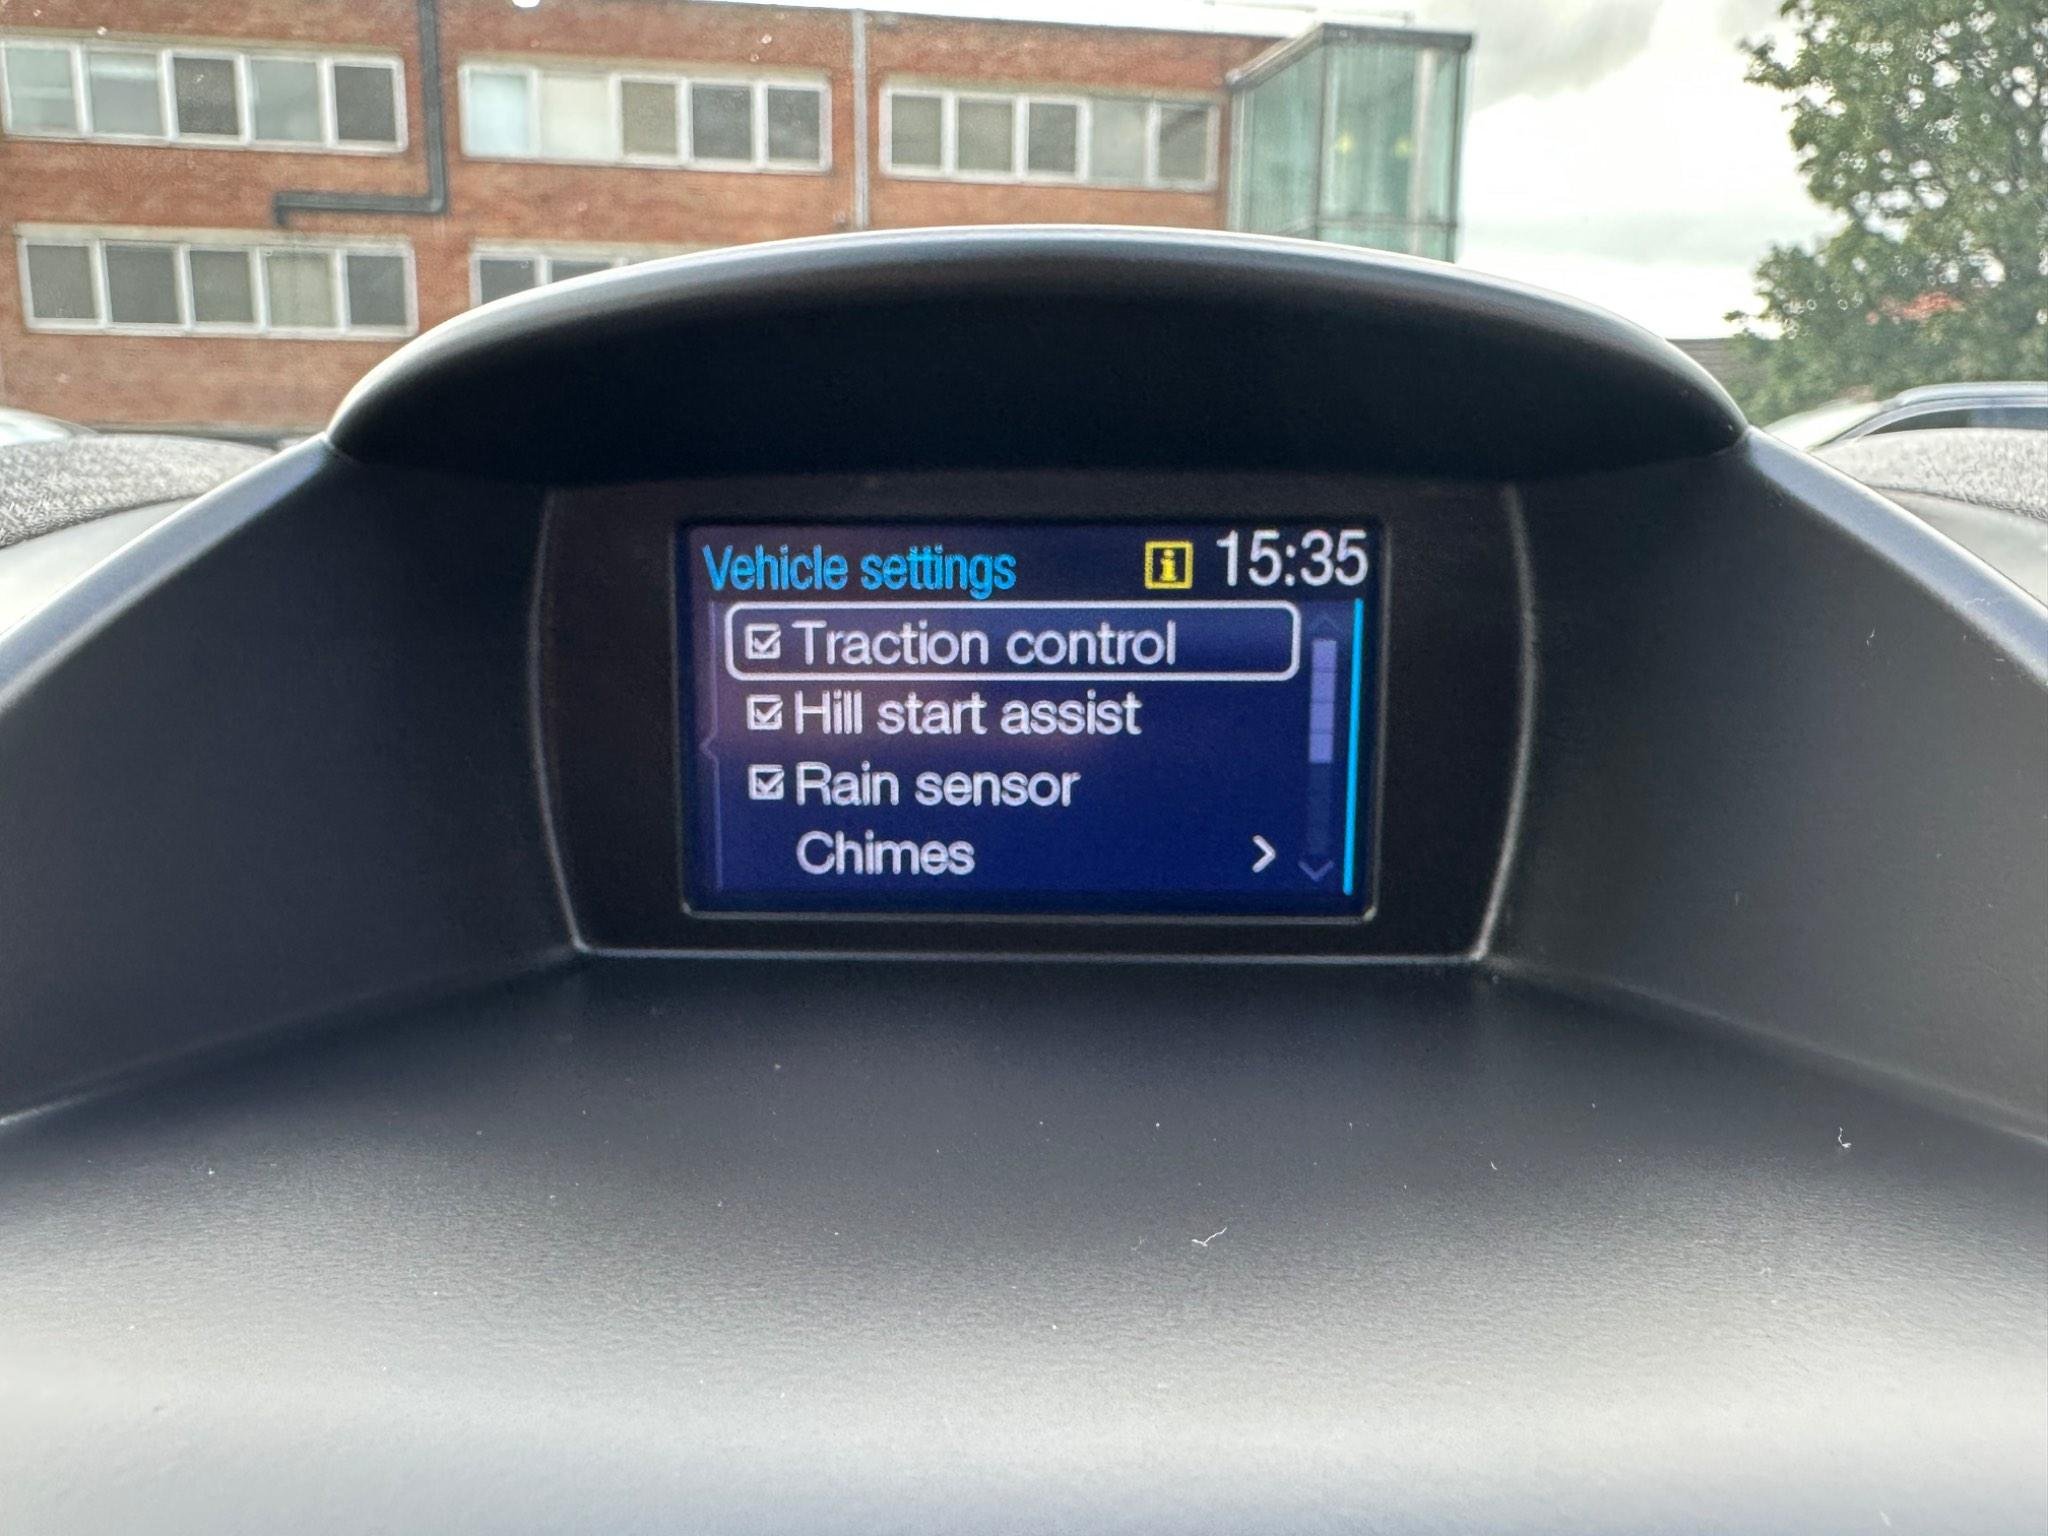 Vehicle settings i 15:35
Traction control
Hill start assist
Rain sensor
Chimes